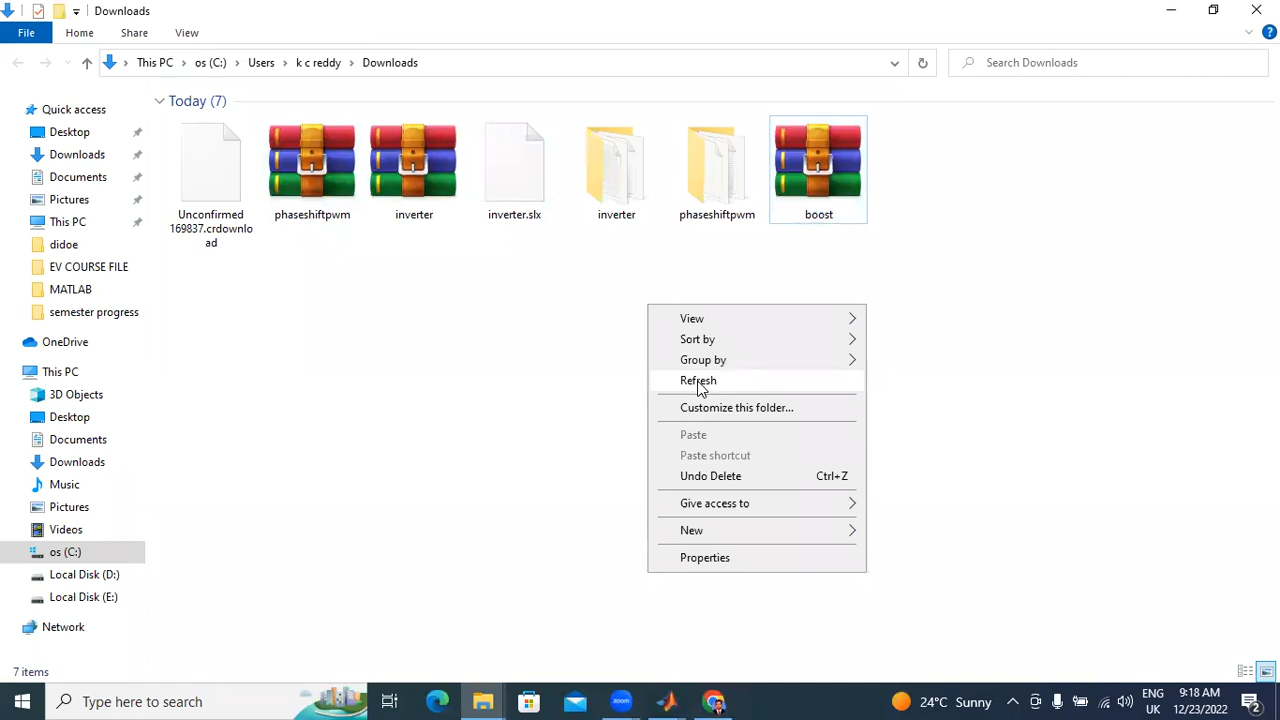 Downloads
File
Home
Share
View
This PC
os (C:)
Users
k c reddy
Downloads
Search Downloads
Quick access
Desktop
Downloads
Documents
Pictures
This PC
didoe
EV COURSE FILE
MATLAB
semester progress
OneDrive
This PC
3D Objects
Desktop
Documents
Downloads
Music
Pictures
Videos
os (C:)
Local Disk (D:)
Local Disk (E:)
Network
Today (7)
Unconfirmed
169837.crdownlo
ad
phaseshiftpwm
inverter
inverter.slx
inverter
phaseshiftpwm
boost
View
Sort by
Group by
Refresh
Customize this folder...
Paste
Paste shortcut
Undo Delete Ctrl+Z
Give access to
New
Properties
7 items
Type here to search
zoom
24°C Sunny
ENG
UK
9:18 AM
12/23/2022
2